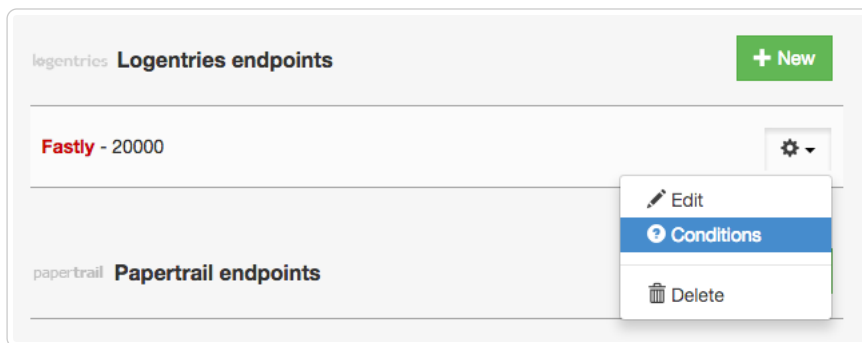 logentries Logentries endpoints
+ New
Fastly - 20000
Edit
Conditions
papertrail Papertrail endpoints
Delete